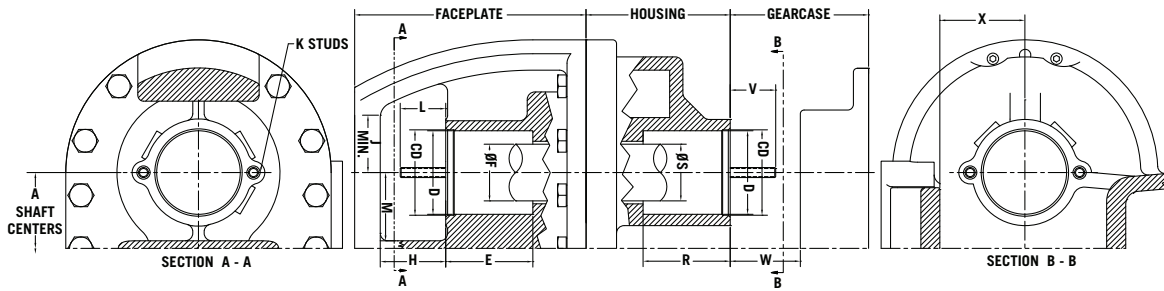 FACEPLATE
HOUSING
GEARCASE
A
B
X
K STUDS
L
V
J
MIN.
CD
D
ØF
ØS
CD
D
A
SHAFT
CENTERS
M
SECTION A - A
H
E
R
W
SECTION B - B
A
B